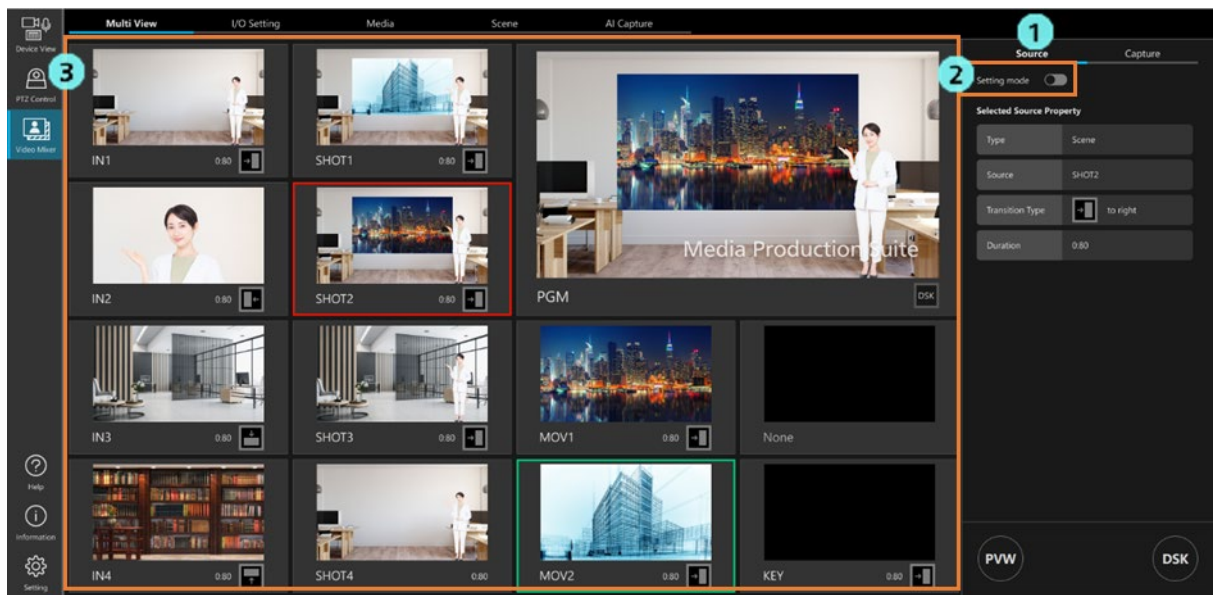 Multi View I/O Setting Media Scene AI Capture
Device View
PTZ Control
Video Mixer
Help
Information
Setting
1
2
3
IN1 0:80
SHOT1 0:80
Media Production Suite
PGM DSK
IN2 0:80
SHOT2 0:80
IN3 0:80
SHOT3 0:80
MOV1 0:80
None
IN4 0:80
SHOT4 0:80
MOV2 0:80
KEY 0:80
Source Capture
Setting mode
Selected Source Property
Type Scene
Source SHOT2
Transition Type to right
Duration 0:80
PVW DSK